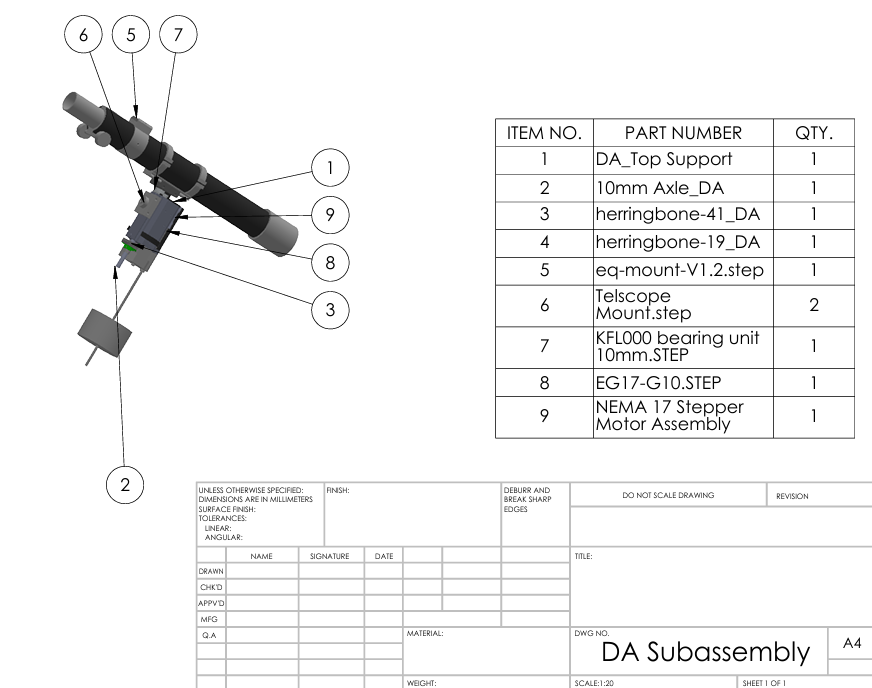 6 5 7
1
9
8
3
2
ITEM NO. PART NUMBER QTY.
1 DA_Top Support 1
2 10mm Axle_DA 1
3 herringbone-41_DA 1
4 herringbone-19_DA 1
5 eq-mount-V1.2.step 1
6 Telscope
Mount.step 2
7 KFL000 bearing unit
10mm.STEP 1
8 EG17-G10.STEP 1
9 NEMA 17 Stepper
Motor Assembly 1
UNLESS OTHERWISE SPECIFIED:
DIMENSIONS ARE IN MILLIMETERS
SURFACE FINISH:
TOLERANCES:
LINEAR:
ANGULAR:
FINISH:
DEBURR AND
BREAK SHARP
EDGES
DO NOT SCALE DRAWING
REVISION
NAME SIGNATURE DATE
DRAWN
CHK'D
APPV'D
MFG
Q.A
TITLE:
MATERIAL:
DWG NO.
DA Subassembly
A4
WEIGHT:
SCALE:1:20
SHEET 1 OF 1